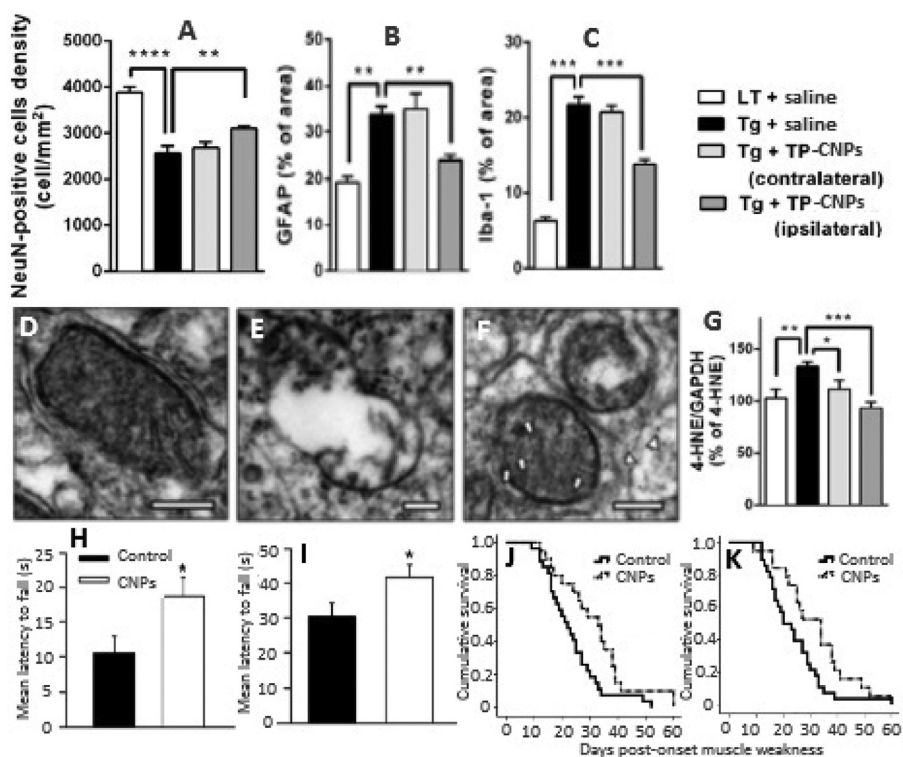 A
NeuN-positive cells density
(cell/mm²)
5000
4000
3000
2000
1000
0
****
**
B
GFAP (% of area)
60
40
20
0
**
**
C
Iba-1 (% of area)
30
20
10
0
***
***
LT + saline
Tg + saline
Tg + TP-CNPs
(contralateral)
Tg + TP-CNPs
(ipsilateral)
D
E
F
G
4-HNE/GAPDH
(% of 4-HNE)
150
100
50
0
**
***
*
H
Mean latency to fall (s)
25
20
15
10
5
0
Control
CNPs
*
I
Mean latency to fall (s)
50
40
30
20
10
0
*
J
Cumulative survival
1.0
0.8
0.6
0.4
0.2
0
Control
CNPs
0 10 20 30 40 50 60
K
Cumulative survival
1.0
0.8
0.6
0.4
0.2
0
Control
CNPs
0 10 20 30 40 50 60
Days post-onset muscle weakness